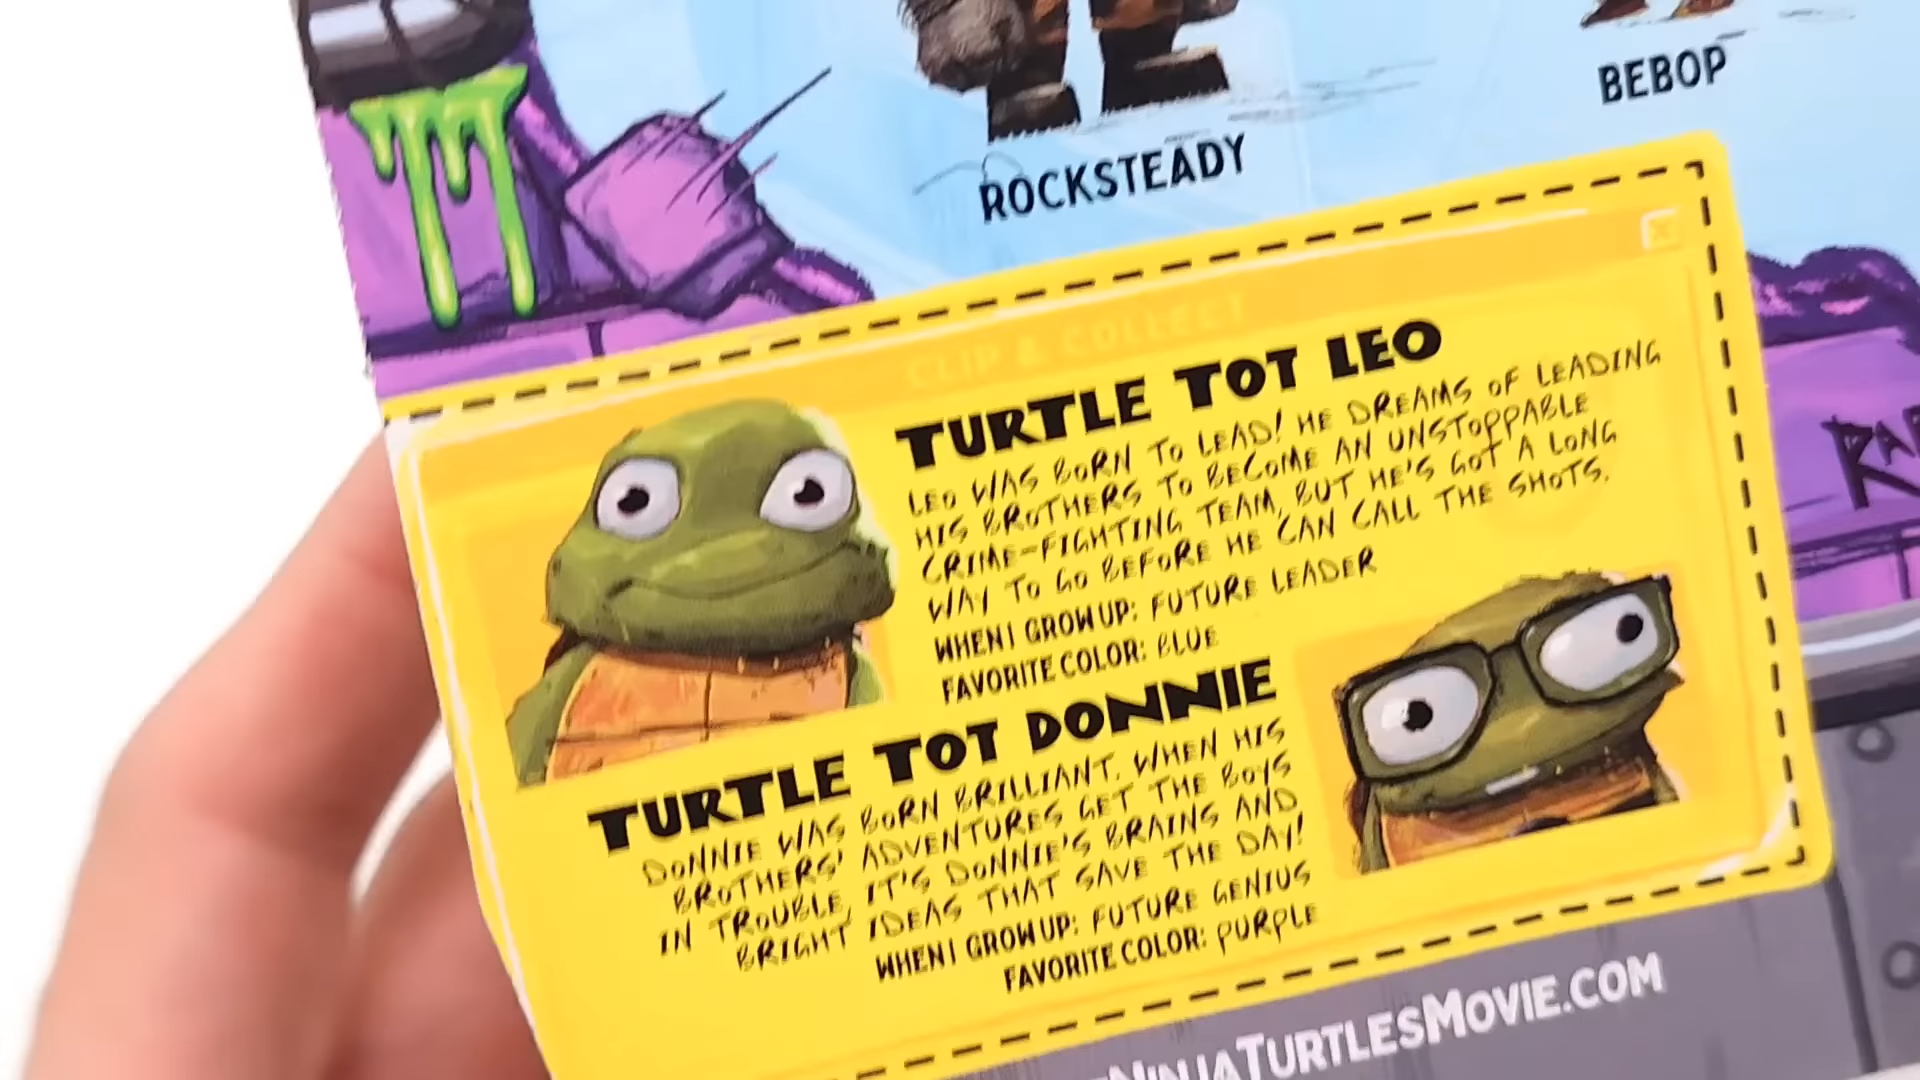 BEBOP
ROCKSTEADY
CLIP & COLLECT
TURTLE TOT LEO
LEO WAS BORN TO LEAD! HE DREAMS OF LEADING
HIS BROTHERS TO BECOME AN UNSTOPPABLE
CRIME-FIGHTING TEAM, BUT HE'S GOT A LONG
WAY TO GO BEFORE HE CAN CALL THE SHOTS.
WHEN I GROW UP: FUTURE LEADER
FAVORITE COLOR: BLUE
TURTLE TOT DONNIE
DONNIE WAS BORN BRILLIANT. WHEN HIS
BROTHERS' ADVENTURES GET THE BOYS
IN TROUBLE, IT'S DONNIE'S BRAINS AND
BRIGHT IDEAS THAT SAVE THE DAY!
WHEN I GROW UP: FUTURE GENIUS
FAVORITE COLOR: PURPLE
NINJATURTLESMOVIE.COM